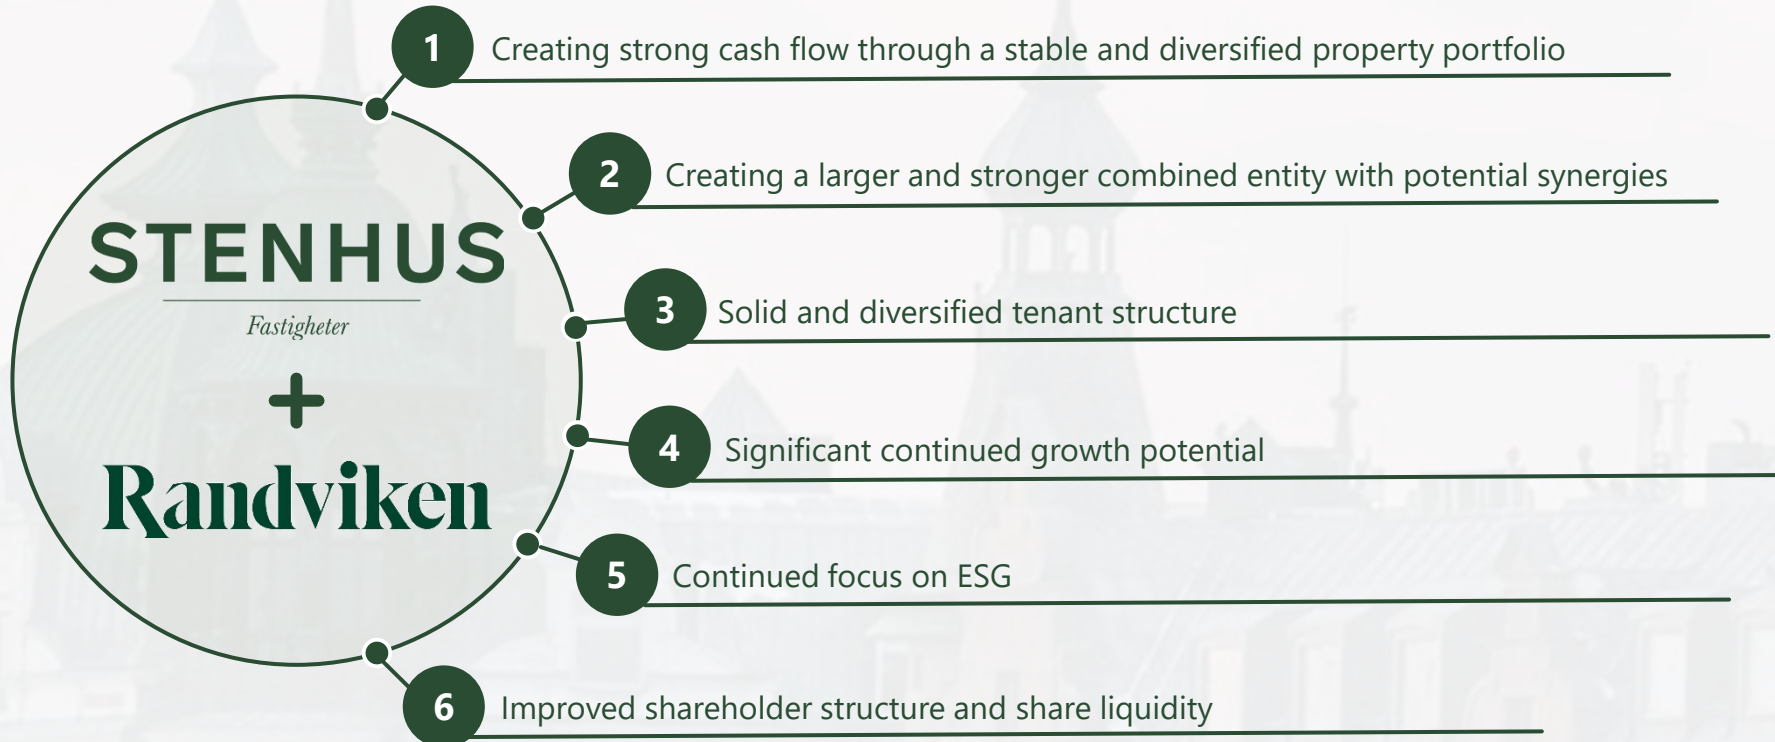 1
Creating strong cash flow through a stable and diversified property portfolio
2
Creating a larger and stronger combined entity with potential synergies
STENHUS
Fastigheter
+
Randviken
3
Solid and diversified tenant structure
4
Significant continued growth potential
5
Continued focus on ESG
6
Improved shareholder structure and share liquidity